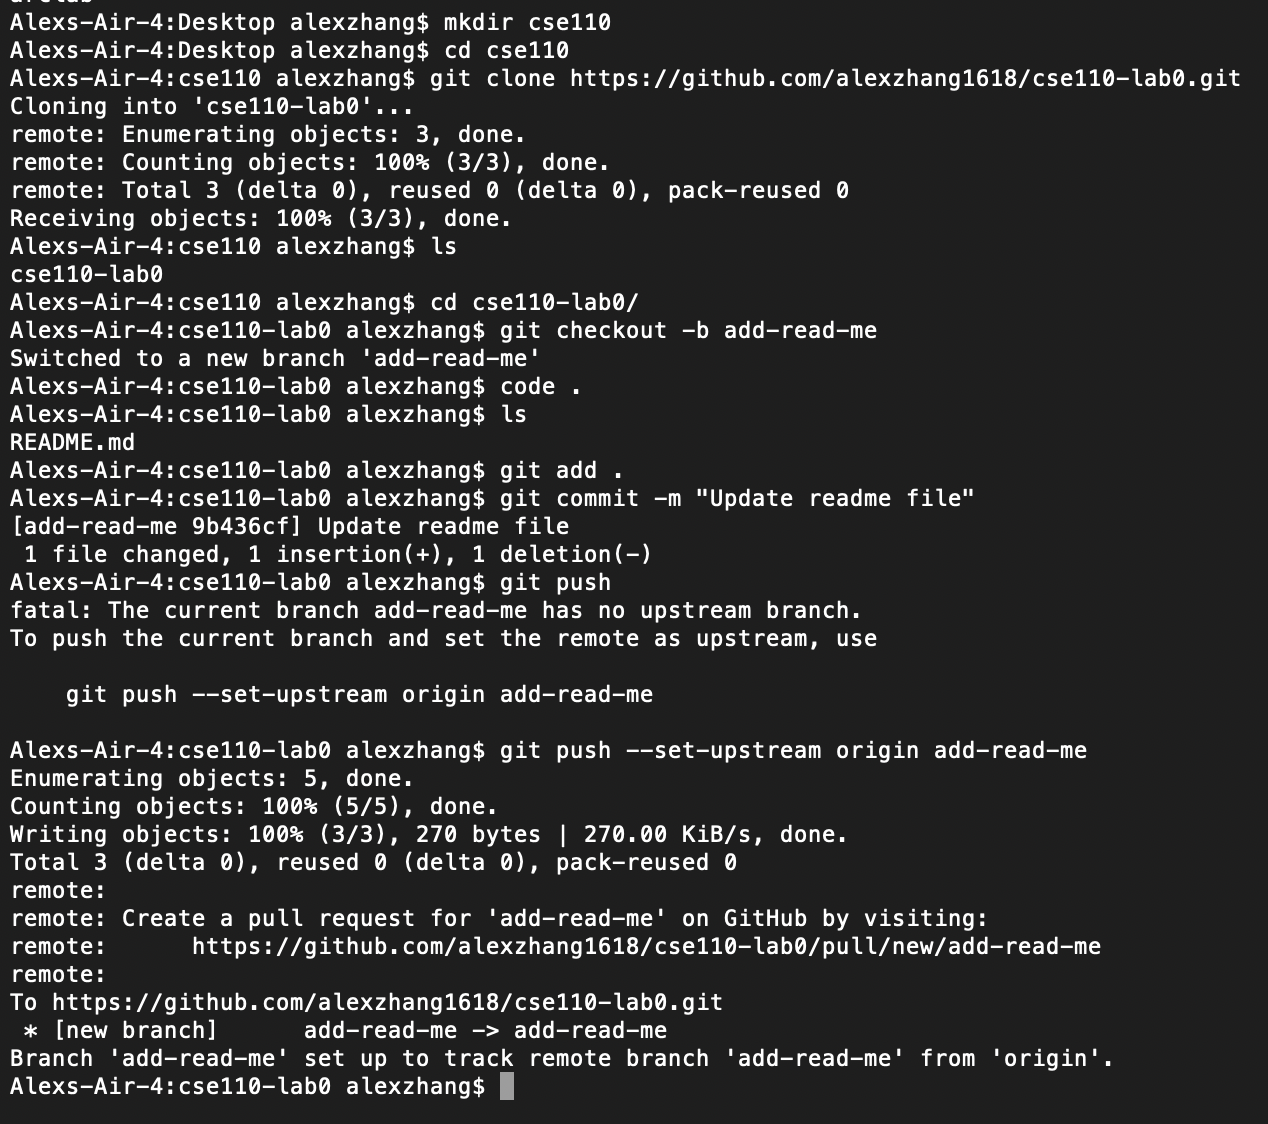 Alexs-Air-4:Desktop alexzhang$ mkdir cse110
Alexs-Air-4:Desktop alexzhang$ cd cse110
Alexs-Air-4:cse110 alexzhang$ git clone https://github.com/alexzhang1618/cse110-lab0.git
Cloning into 'cse110-lab0'...
remote: Enumerating objects: 3, done.
remote: Counting objects: 100% (3/3), done.
remote: Total 3 (delta 0), reused 0 (delta 0), pack-reused 0
Receiving objects: 100% (3/3), done.
Alexs-Air-4:cse110 alexzhang$ ls
cse110-lab0
Alexs-Air-4:cse110 alexzhang$ cd cse110-lab0/
Alexs-Air-4:cse110-lab0 alexzhang$ git checkout -b add-read-me
Switched to a new branch 'add-read-me'
Alexs-Air-4:cse110-lab0 alexzhang$ code .
Alexs-Air-4:cse110-lab0 alexzhang$ ls
README.md
Alexs-Air-4:cse110-lab0 alexzhang$ git add .
Alexs-Air-4:cse110-lab0 alexzhang$ git commit -m "Update readme file"
[add-read-me 9b436cf] Update readme file
 1 file changed, 1 insertion(+), 1 deletion(-)
Alexs-Air-4:cse110-lab0 alexzhang$ git push
fatal: The current branch add-read-me has no upstream branch.
To push the current branch and set the remote as upstream, use

    git push --set-upstream origin add-read-me

Alexs-Air-4:cse110-lab0 alexzhang$ git push --set-upstream origin add-read-me
Enumerating objects: 5, done.
Counting objects: 100% (5/5), done.
Writing objects: 100% (3/3), 270 bytes | 270.00 KiB/s, done.
Total 3 (delta 0), reused 0 (delta 0), pack-reused 0
remote:
remote: Create a pull request for 'add-read-me' on GitHub by visiting:
remote:      https://github.com/alexzhang1618/cse110-lab0/pull/new/add-read-me
remote:
To https://github.com/alexzhang1618/cse110-lab0.git
 * [new branch]      add-read-me -> add-read-me
Branch 'add-read-me' set up to track remote branch 'add-read-me' from 'origin'.
Alexs-Air-4:cse110-lab0 alexzhang$